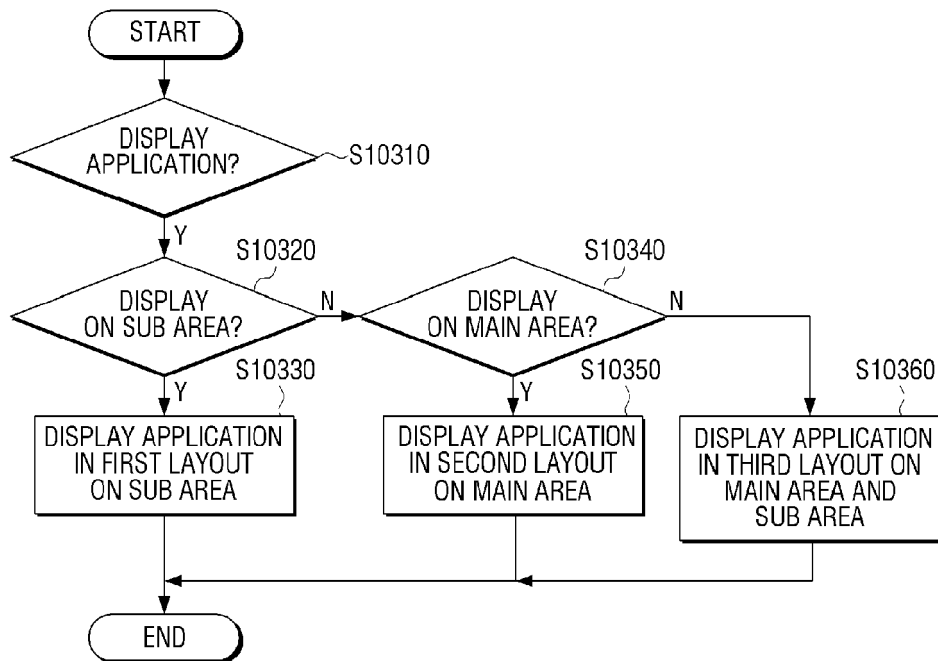 START
DISPLAY
APPLICATION?
S10310
Y
S10320
DISPLAY
ON SUB AREA?
N
S10340
DISPLAY
ON MAIN AREA?
N
Y
S10330
DISPLAY APPLICATION
IN FIRST LAYOUT
ON SUB AREA
Y
S10350
DISPLAY APPLICATION
IN SECOND LAYOUT
ON MAIN AREA
S10360
DISPLAY APPLICATION
IN THIRD LAYOUT ON
MAIN AREA AND
SUB AREA
END